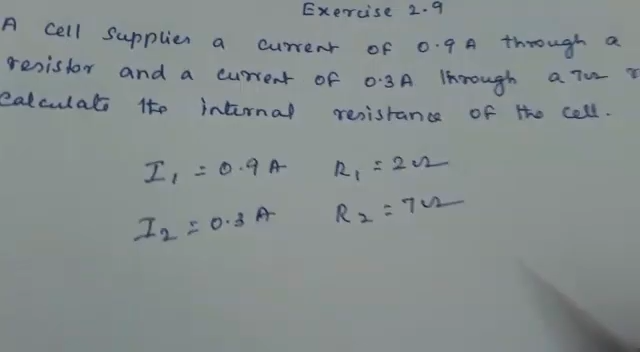 Exercise 2.9
A cell supplies a current of 0.9 A through a
resistor and a current of 0.3A through a 7Ω r
calculate the internal resistance of the cell.
I₁ = 0.9 A R₁ = 2Ω
I₂ = 0.3 A R₂ = 7Ω